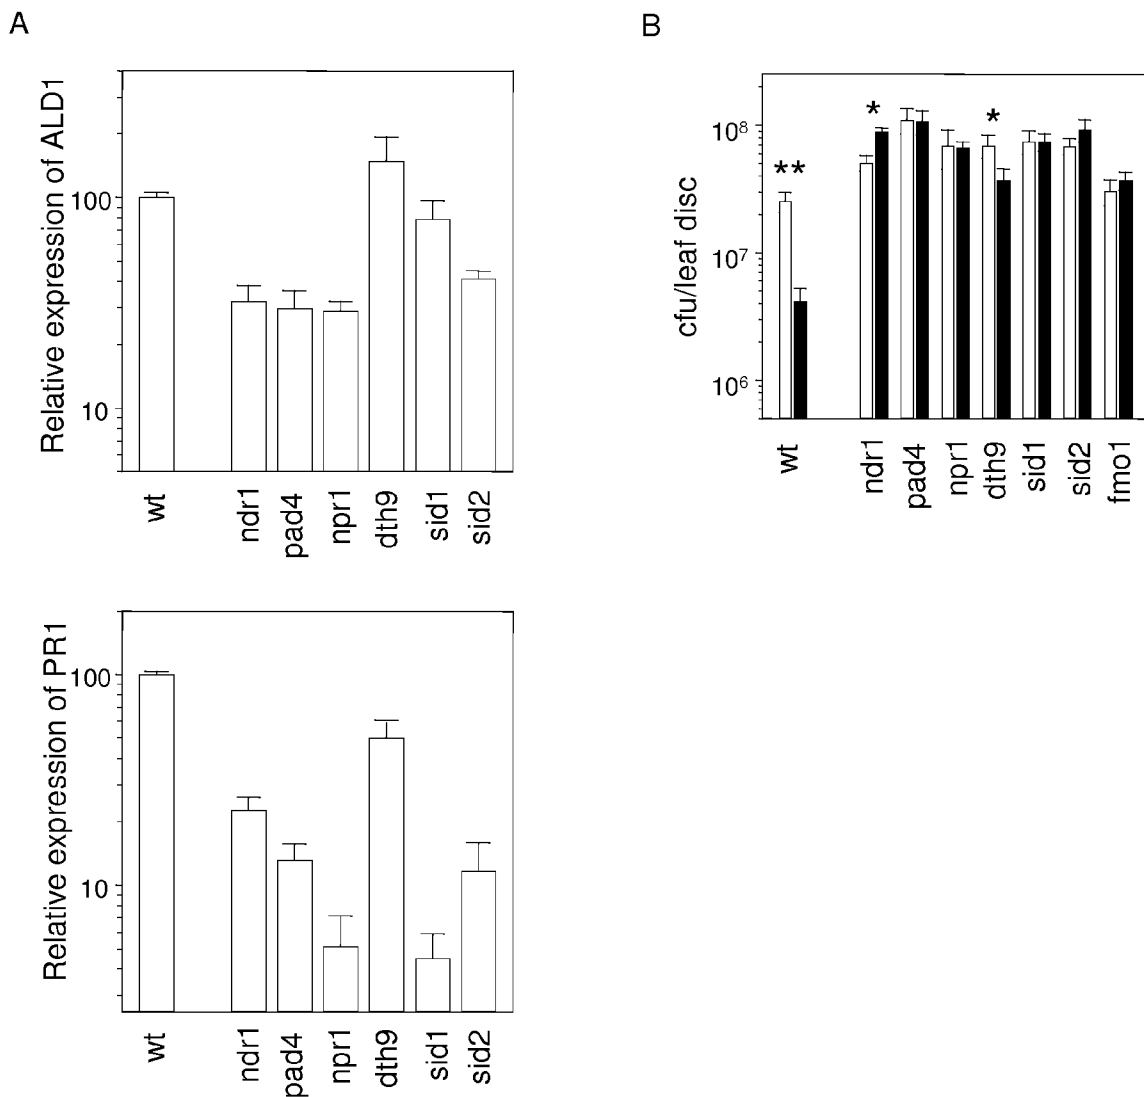 A
Relative expression of ALD1
100
10
wt
ndr1
pad4
npr1
dth9
sid1
sid2
Relative expression of PR1
100
10
wt
ndr1
pad4
npr1
dth9
sid1
sid2
B
cfu/leaf disc
10⁸
10⁷
10⁶
**
*
*
wt
ndr1
pad4
npr1
dth9
sid1
sid2
fmo1